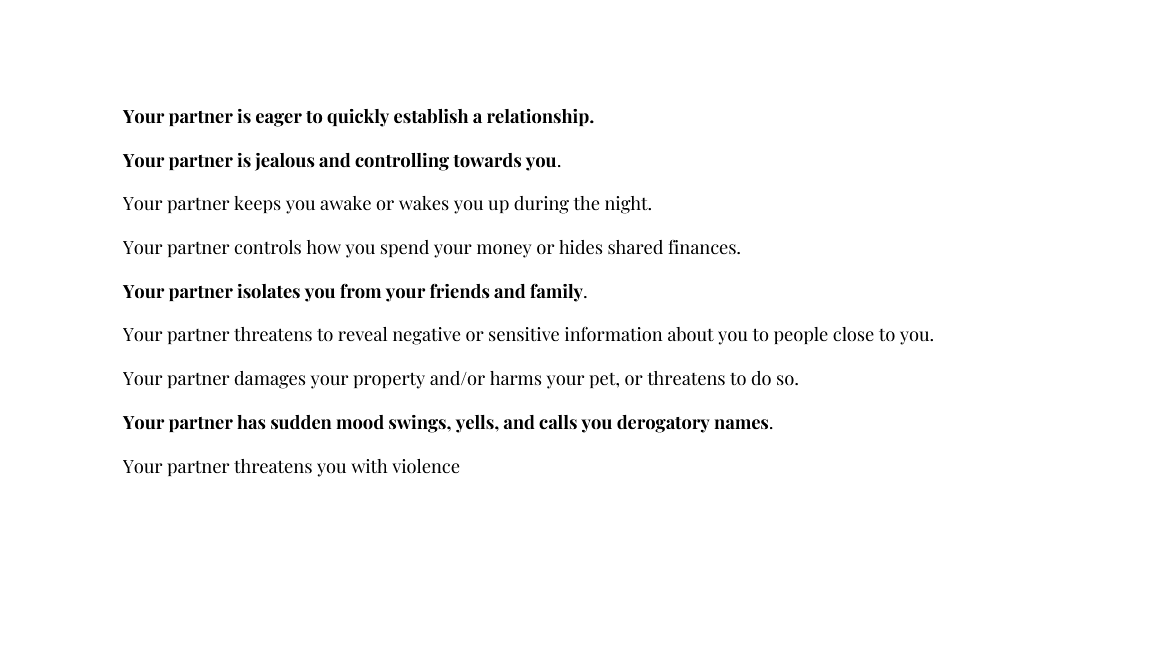 Your partner is eager to quickly establish a relationship.
Your partner is jealous and controlling towards you.
Your partner keeps you awake or wakes you up during the night.
Your partner controls how you spend your money or hides shared finances.
Your partner isolates you from your friends and family.
Your partner threatens to reveal negative or sensitive information about you to people close to you.
Your partner damages your property and/or harms your pet, or threatens to do so.
Your partner has sudden mood swings, yells, and calls you derogatory names.
Your partner threatens you with violence